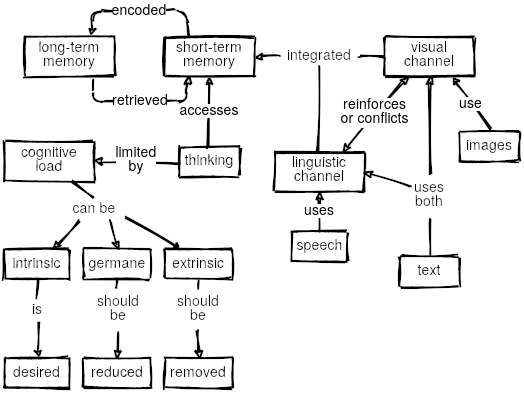 encoded
long-term
memory
short-term
memory
integrated
visual
channel
retrieved
accesses
reinforces
or conflicts
use
cognitive
load
limited
by
thinking
linguistic
channel
images
can be
uses
uses
both
intrinsic
germane
extrinsic
speech
text
is
should
be
should
be
desired
reduced
removed